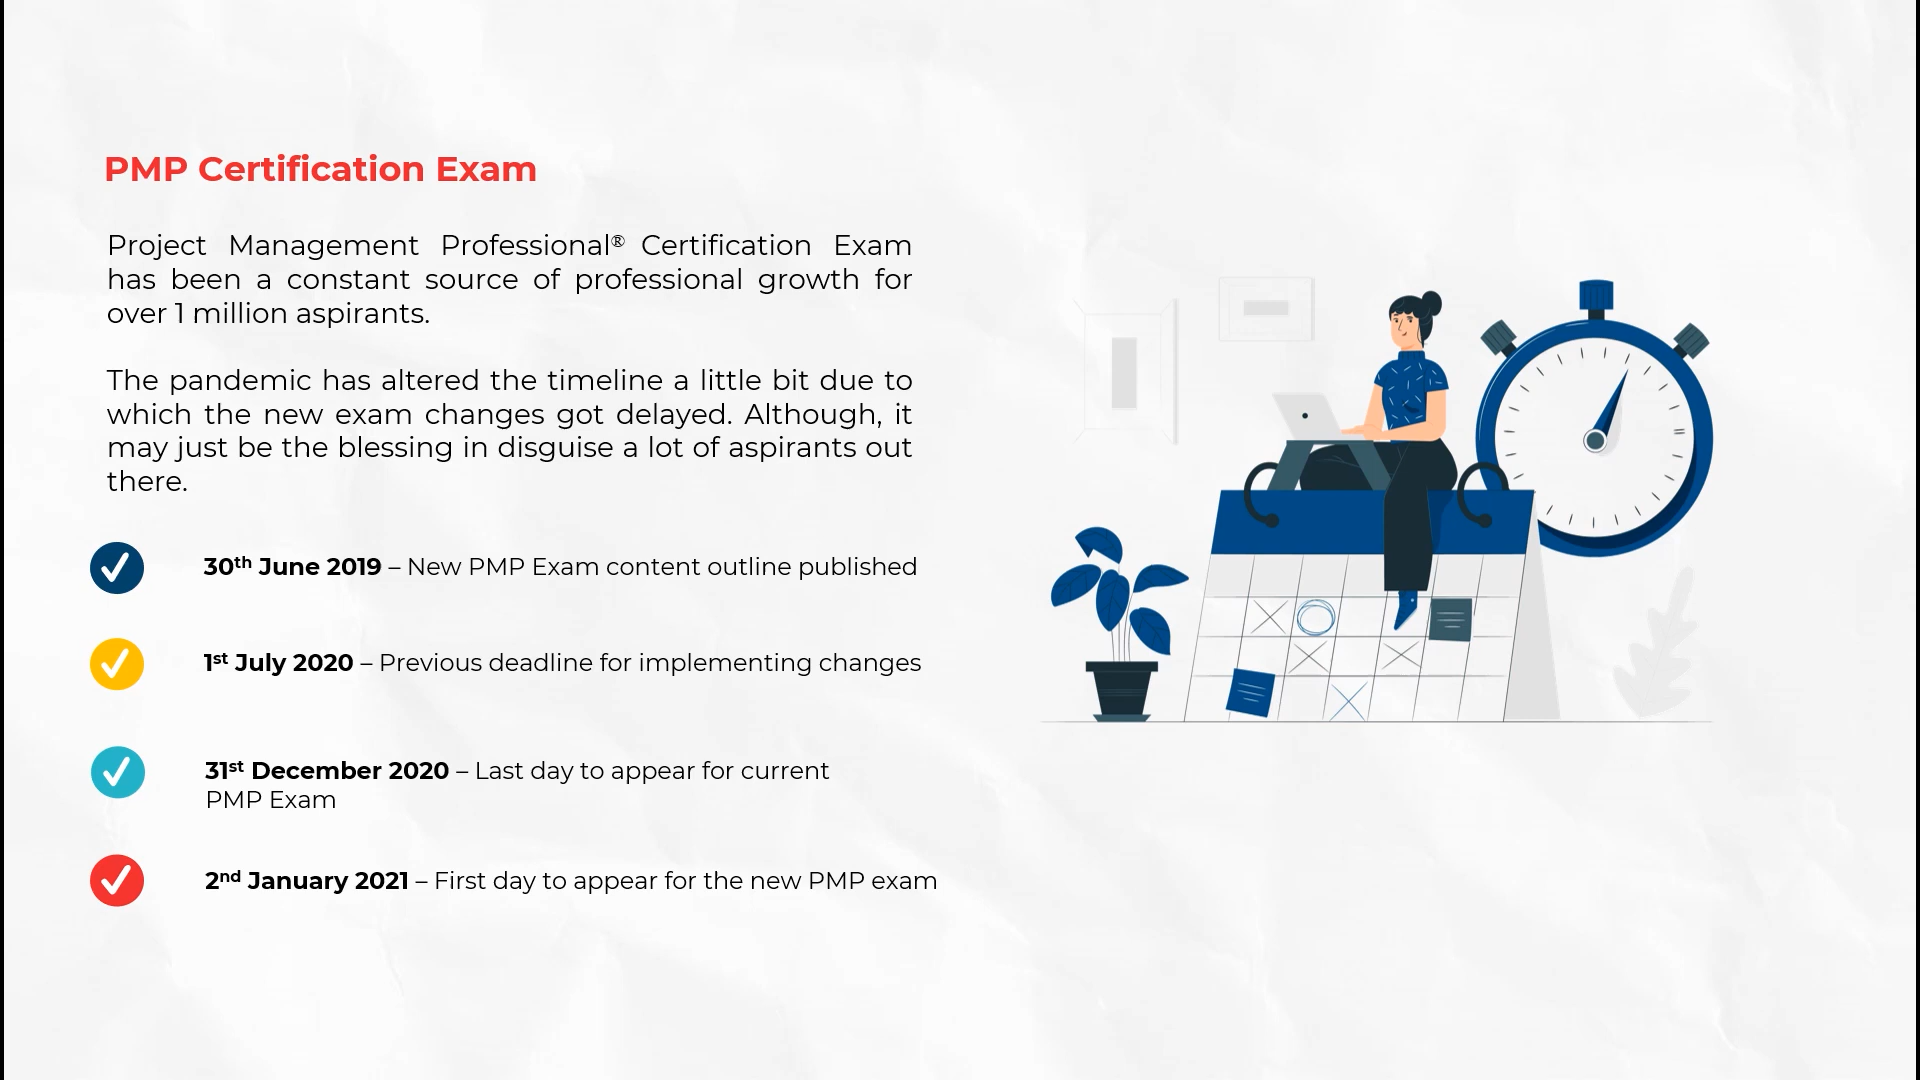 PMP Certification Exam
Project Management Professional® Certification Exam
has been a constant source of professional growth for
over 1 million aspirants.
The pandemic has altered the timeline a little bit due to
which the new exam changes got delayed. Although, it
may just be the blessing in disguise a lot of aspirants out
there.
30th June 2019 – New PMP Exam content outline published
1st July 2020 – Previous deadline for implementing changes
31st December 2020 – Last day to appear for current
PMP Exam
2nd January 2021 – First day to appear for the new PMP exam